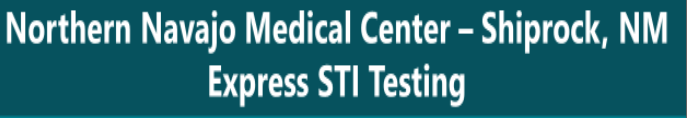 Northern Navajo Medical Center – Shiprock, NM
Express STI Testing